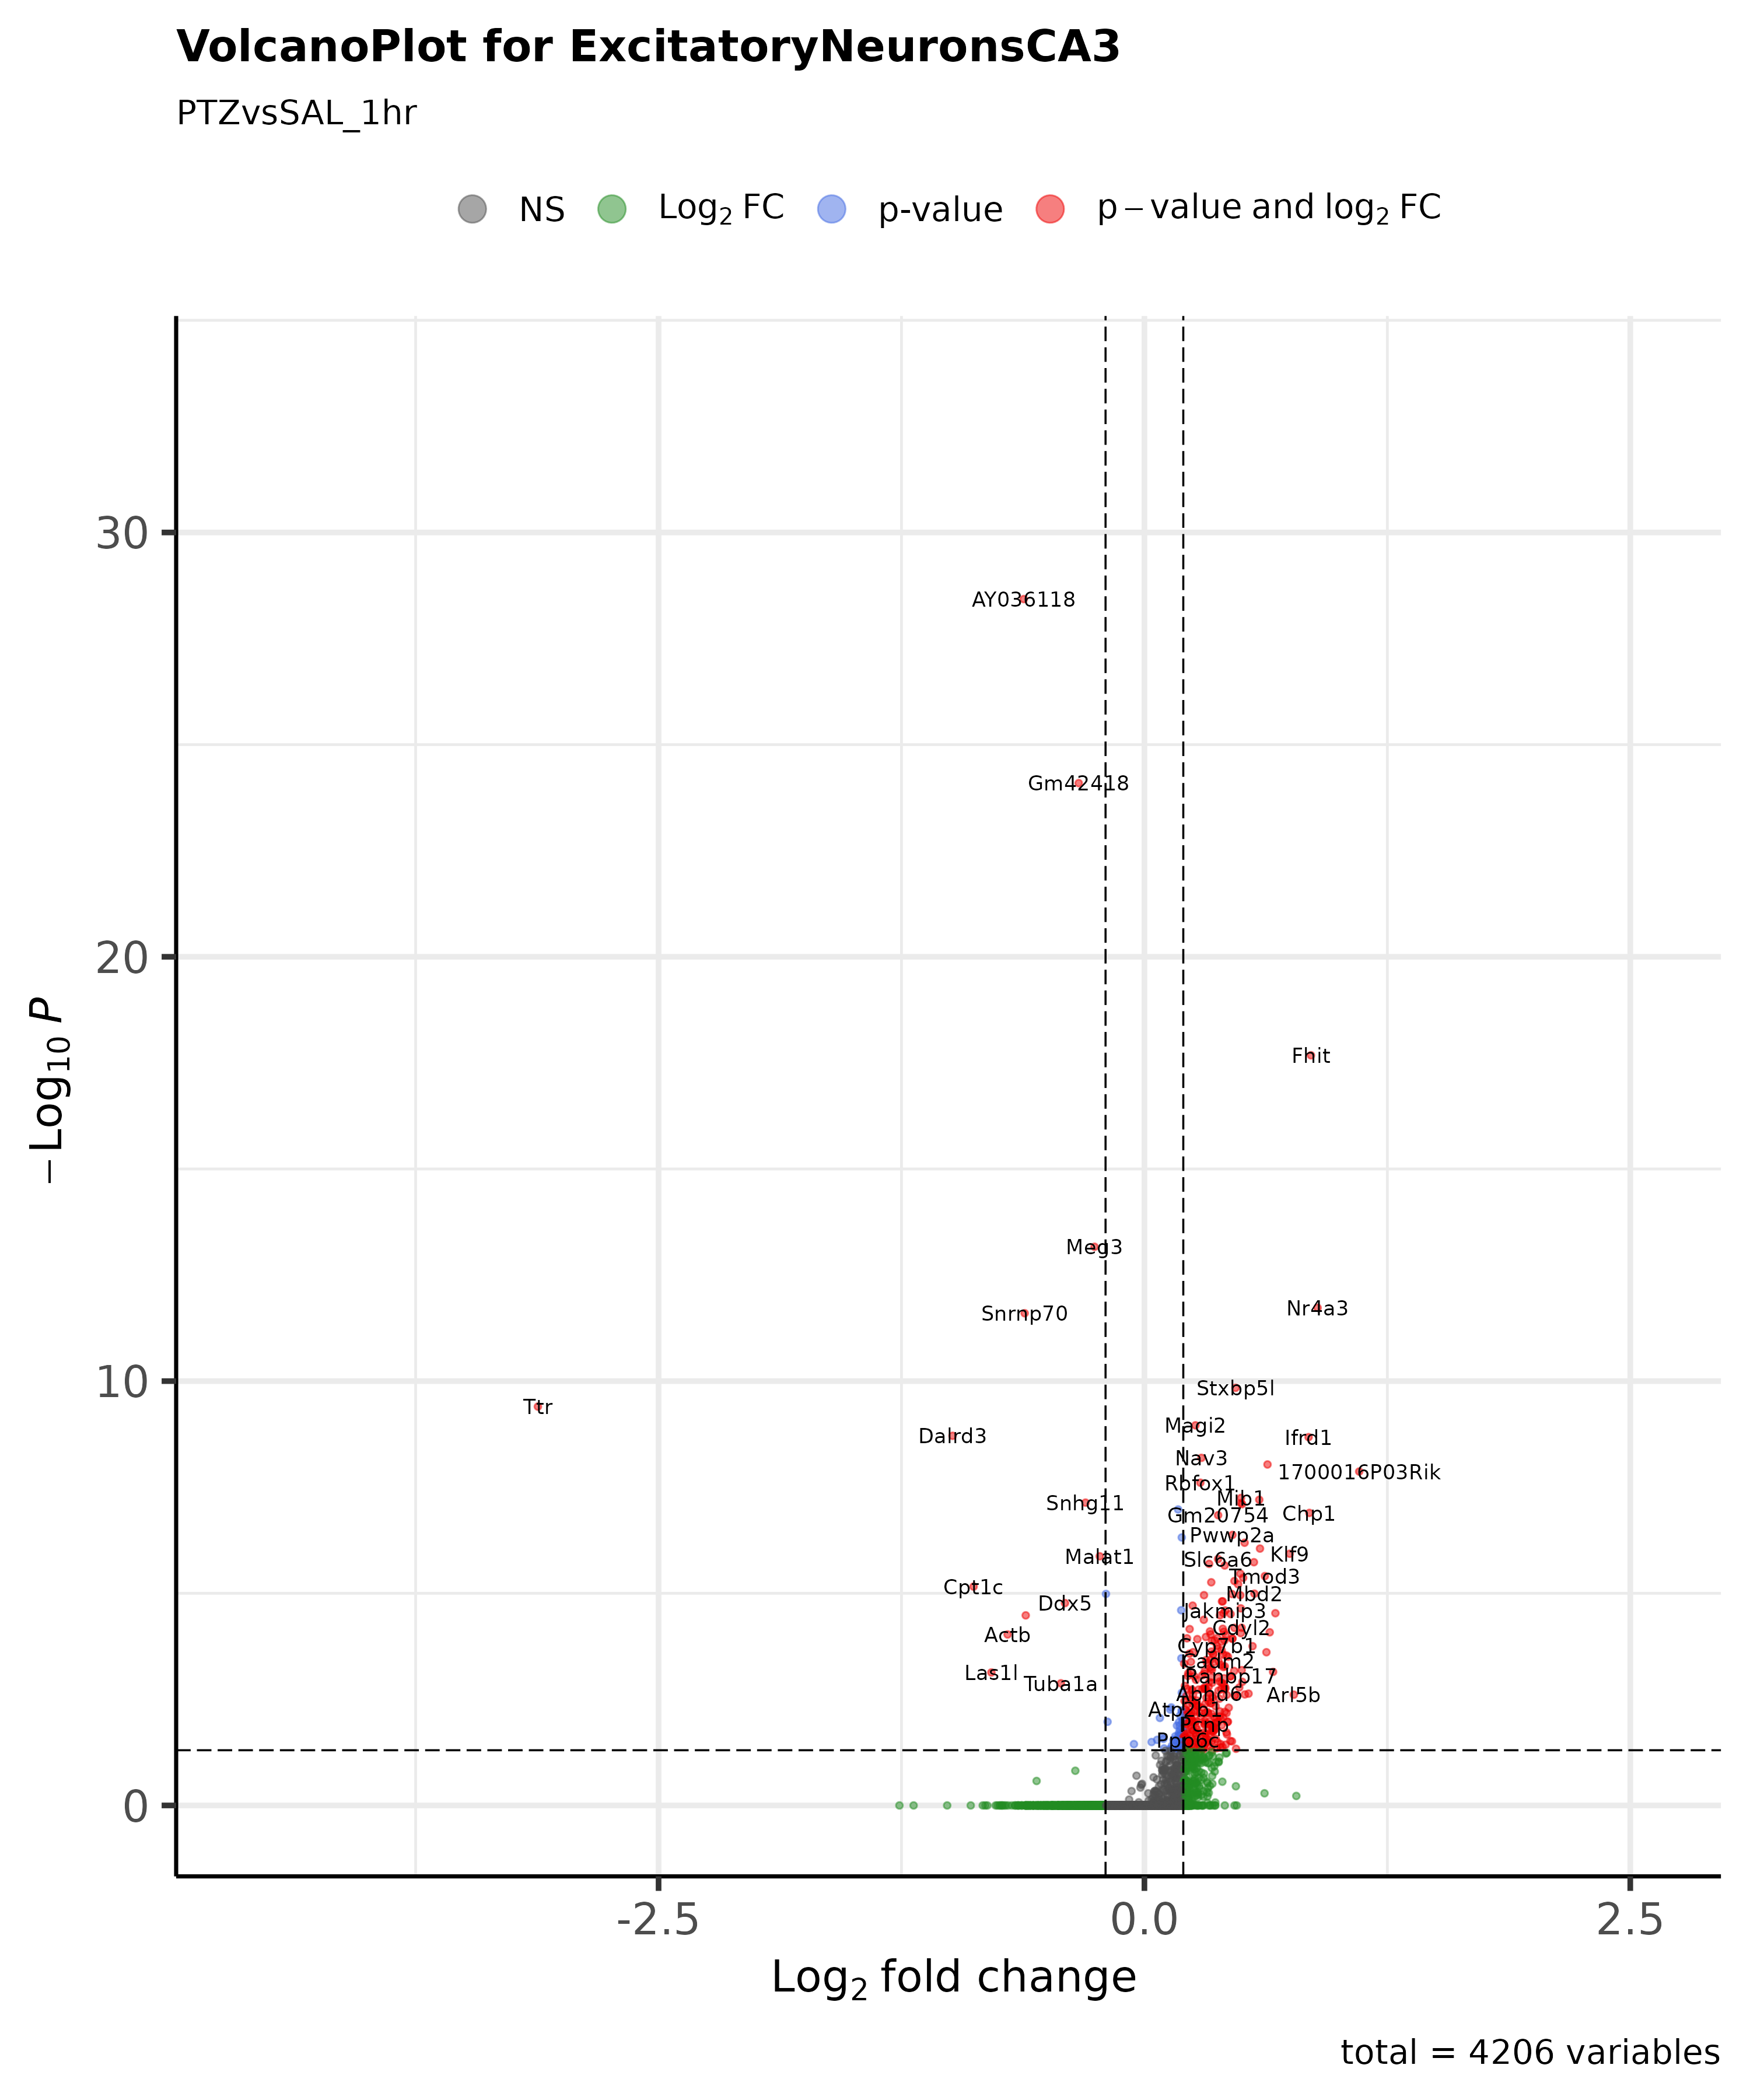 VolcanoPlot for ExcitatoryNeuronsCA3
PTZvsSAL_1hr
NS Log2 FC p-value p – value and log2 FC
30
20
10
0
−Log10 P
AY036118
Gm42418
Fhit
Meg3
Nr4a3
Snrnp70
Stxbp5l
Ttr
Magi2
Dalrd3
Ifrd1
Nav3
1700016P03Rik
Rbfox1
Mib1
Snhg11
Chp1
Gm20754
Pwwp2a
Klf9
Malat1
Slc6a6
Tmod3
Cpt1c
Mbd2
Ddx5
Jakmip3
Cdyl2
Actb
Cyp7b1
Cadm2
Las1l
Ranbp17
Tuba1a
Abhd6
Arl5b
Atp2b1
Pcnp
Ppp6c
-2.5 0.0 2.5
Log2 fold change
total = 4206 variables